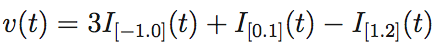 v(t) = 3I_{[-1.0]}(t) + I_{[0.1]}(t) − I_{[1.2]}(t)